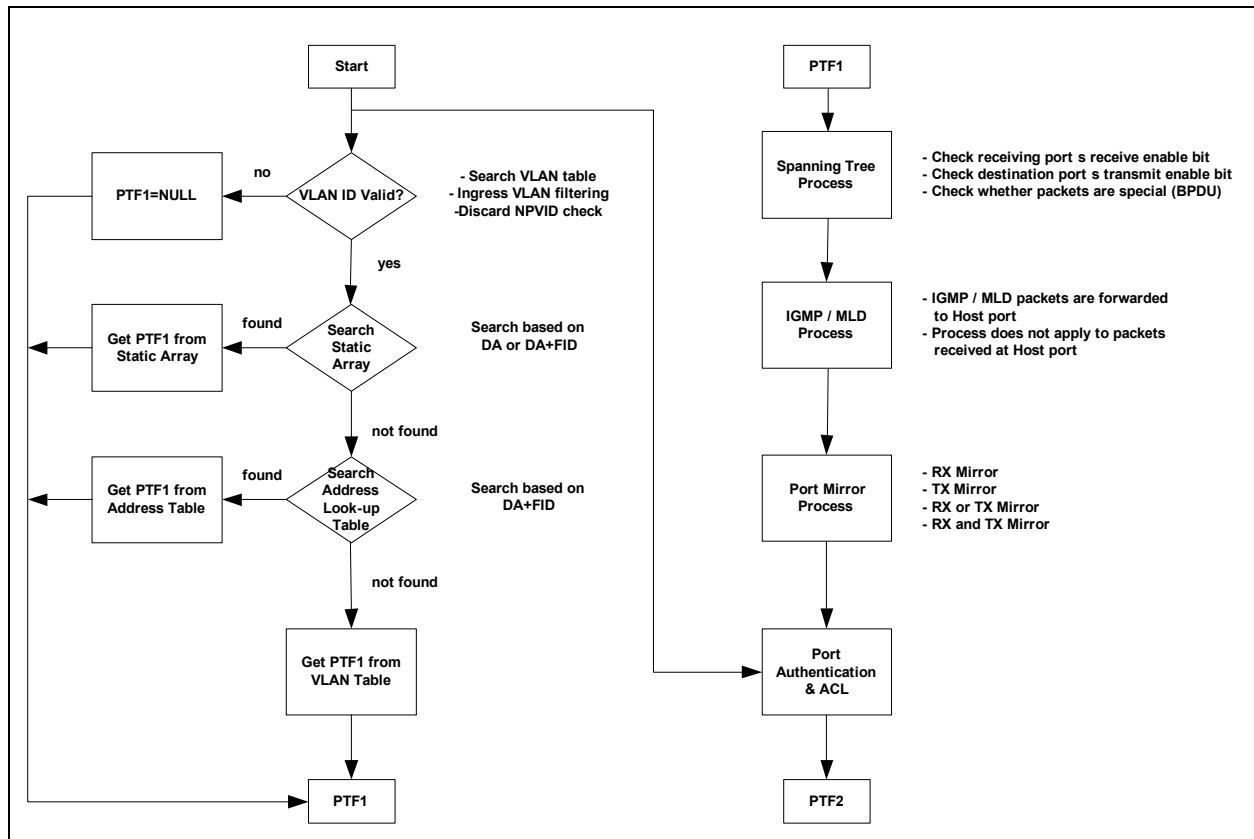 Start
no
VLAN ID Valid?
PTF1=NULL
- Search VLAN table
- Ingress VLAN filtering
-Discard NPVID check
yes
found
Search
Static
Array
Get PTF1 from
Static Array
Search based on
DA or DA+FID
not found
found
Search
Address
Look-up
Table
Get PTF1 from
Address Table
Search based on
DA+FID
not found
Get PTF1 from
VLAN Table
PTF1
PTF1
Spanning Tree
Process
- Check receiving port s receive enable bit
- Check destination port s transmit enable bit
- Check whether packets are special (BPDU)
IGMP / MLD
Process
- IGMP / MLD packets are forwarded
to Host port
- Process does not apply to packets
received at Host port
Port Mirror
Process
- RX Mirror
- TX Mirror
- RX or TX Mirror
- RX and TX Mirror
Port
Authentication
& ACL
PTF2